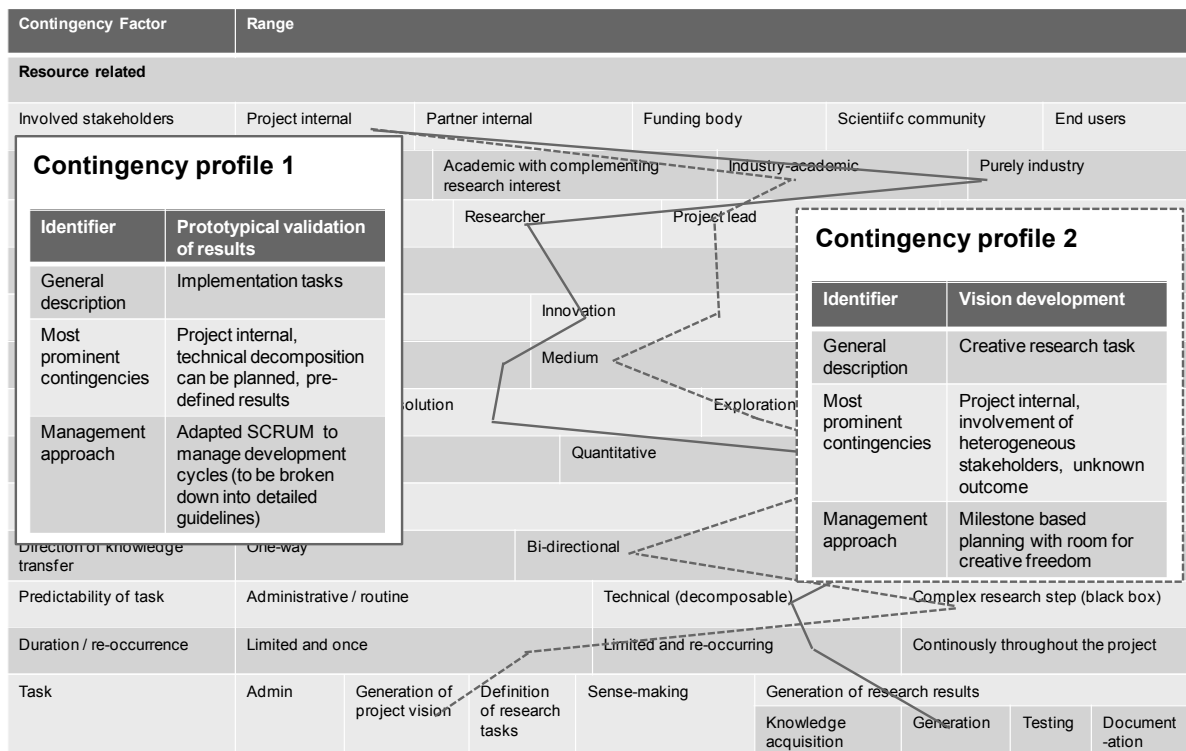 Contingency Factor Range
Resource related
Involved stakeholders Project internal Partner internal Funding body Scientiifc community End users
Academic with complementing Industry-academic Purely industry
research interest
Researcher Project lead
Innovation
Medium
solution Exploration
Quantitative
Direction of knowledge One-way Bi-directional
transfer
Predictability of task Administrative / routine Technical (decomposable) Complex research step (black box)
Duration / re-occurrence Limited and once Limited and re-occurring Continously throughout the project
Task Admin Generation of Definition Sense-making Generation of research results
project vision of research
tasks
Knowledge Generation Testing Document
acquisition -ation
Contingency profile 1
Identifier Prototypical validation
of results
General Implementation tasks
description
Most Project internal,
prominent technical decomposition
contingencies can be planned, pre-
defined results
Management Adapted SCRUM to
approach manage development
cycles (to be broken
down into detailed
guidelines)
Contingency profile 2
Identifier Vision development
General Creative research task
description
Most Project internal,
prominent involvement of
contingencies heterogeneous
stakeholders, unknown
outcome
Management Milestone based
approach planning with room for
creative freedom